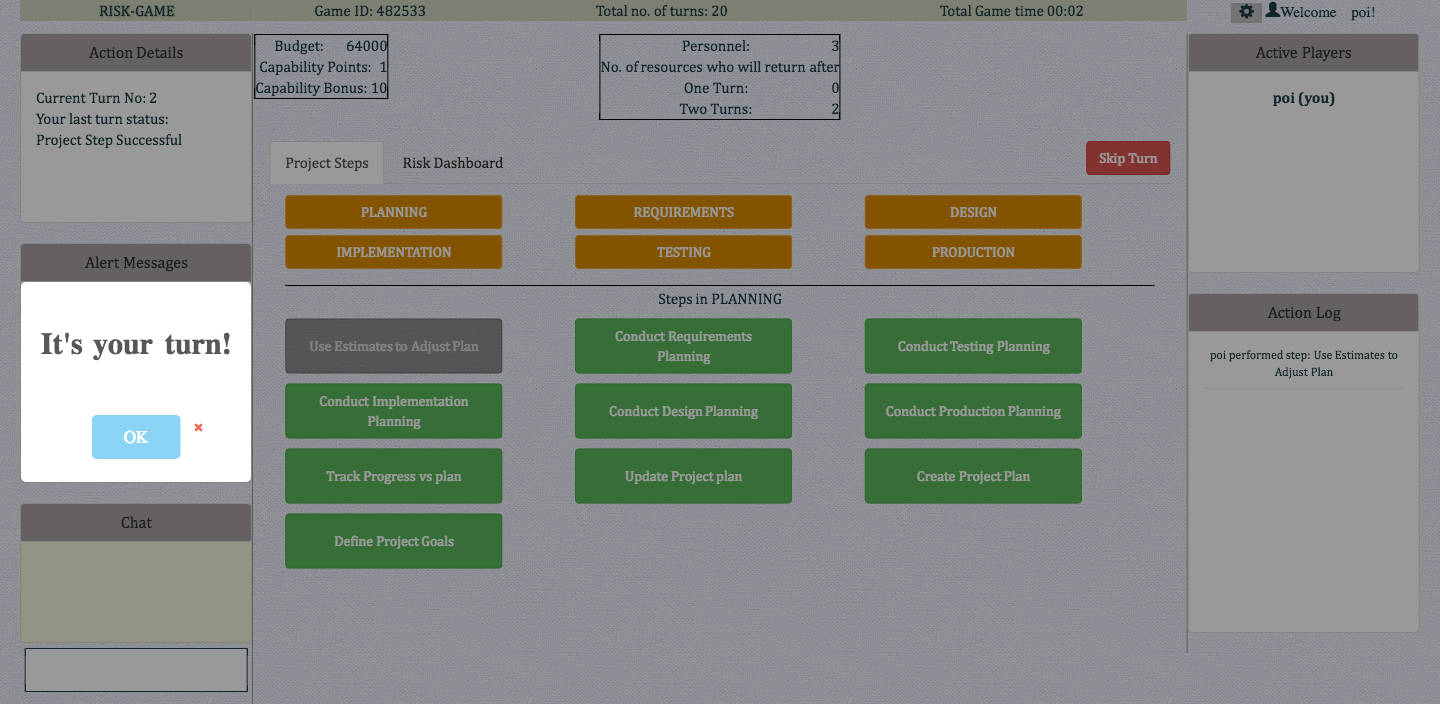 RISK-GAME Game ID: 482533 Total no. of turns: 20 Total Game time 00:02 Welcome poi!
Action Details
Current Turn No: 2
Your last turn status:
Project Step Successful
Alert Messages
It's your turn!
OK
Chat
Budget: 64000
Capability Points: 1
Capability Bonus: 10
Personnel: 3
No. of resources who will return after
One Turn: 0
Two Turns: 2
Project Steps Risk Dashboard Skip Turn
PLANNING REQUIREMENTS DESIGN
IMPLEMENTATION TESTING PRODUCTION
Steps in PLANNING
Use Estimates to Adjust Plan
Conduct Requirements
Planning
Conduct Testing Planning
Conduct Implementation
Planning
Conduct Design Planning
Conduct Production Planning
Track Progress vs plan
Update Project plan
Create Project Plan
Define Project Goals
Active Players
poi (you)
Action Log
poi performed step: Use Estimates to
Adjust Plan